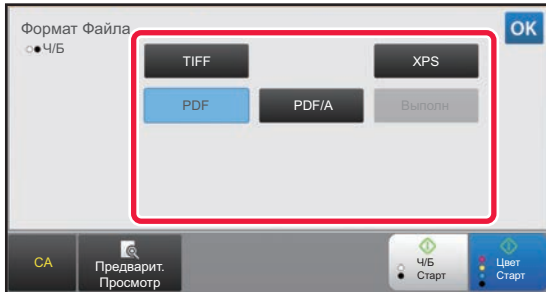 Формат Файла
Ч/Б
OK
TIFF
XPS
PDF
PDF/A
Выполн
CA
Предварит.
Просмотр
Ч/Б
Старт
Цвет
Старт